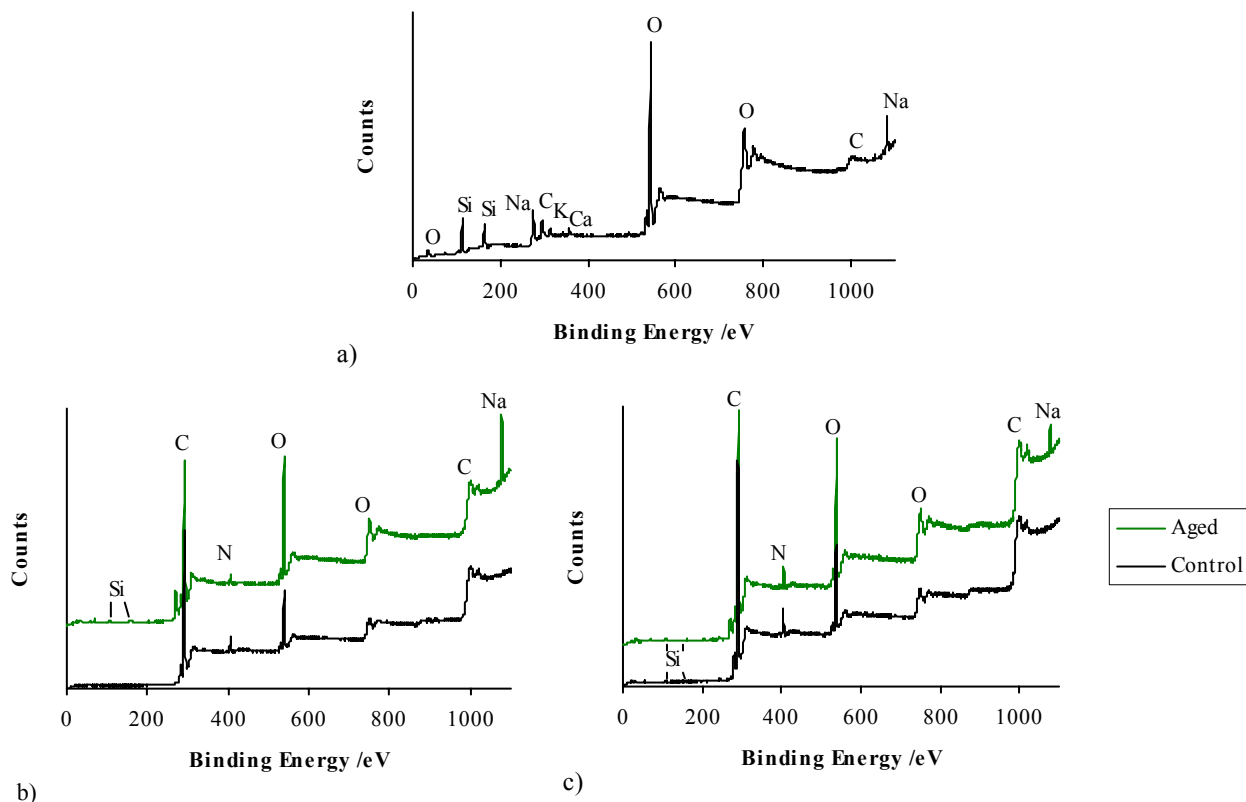 O
O
Na
C
Si
Si
Na
C
K
Ca
O
Counts
0 200 400 600 800 1000
Binding Energy /eV
a)
Na
C
O
C
O
N
Si
Counts
0 200 400 600 800 1000
Binding Energy /eV
b)
C
O
C
Na
O
N
Si
Counts
0 200 400 600 800 1000
Binding Energy /eV
c)
Aged
Control